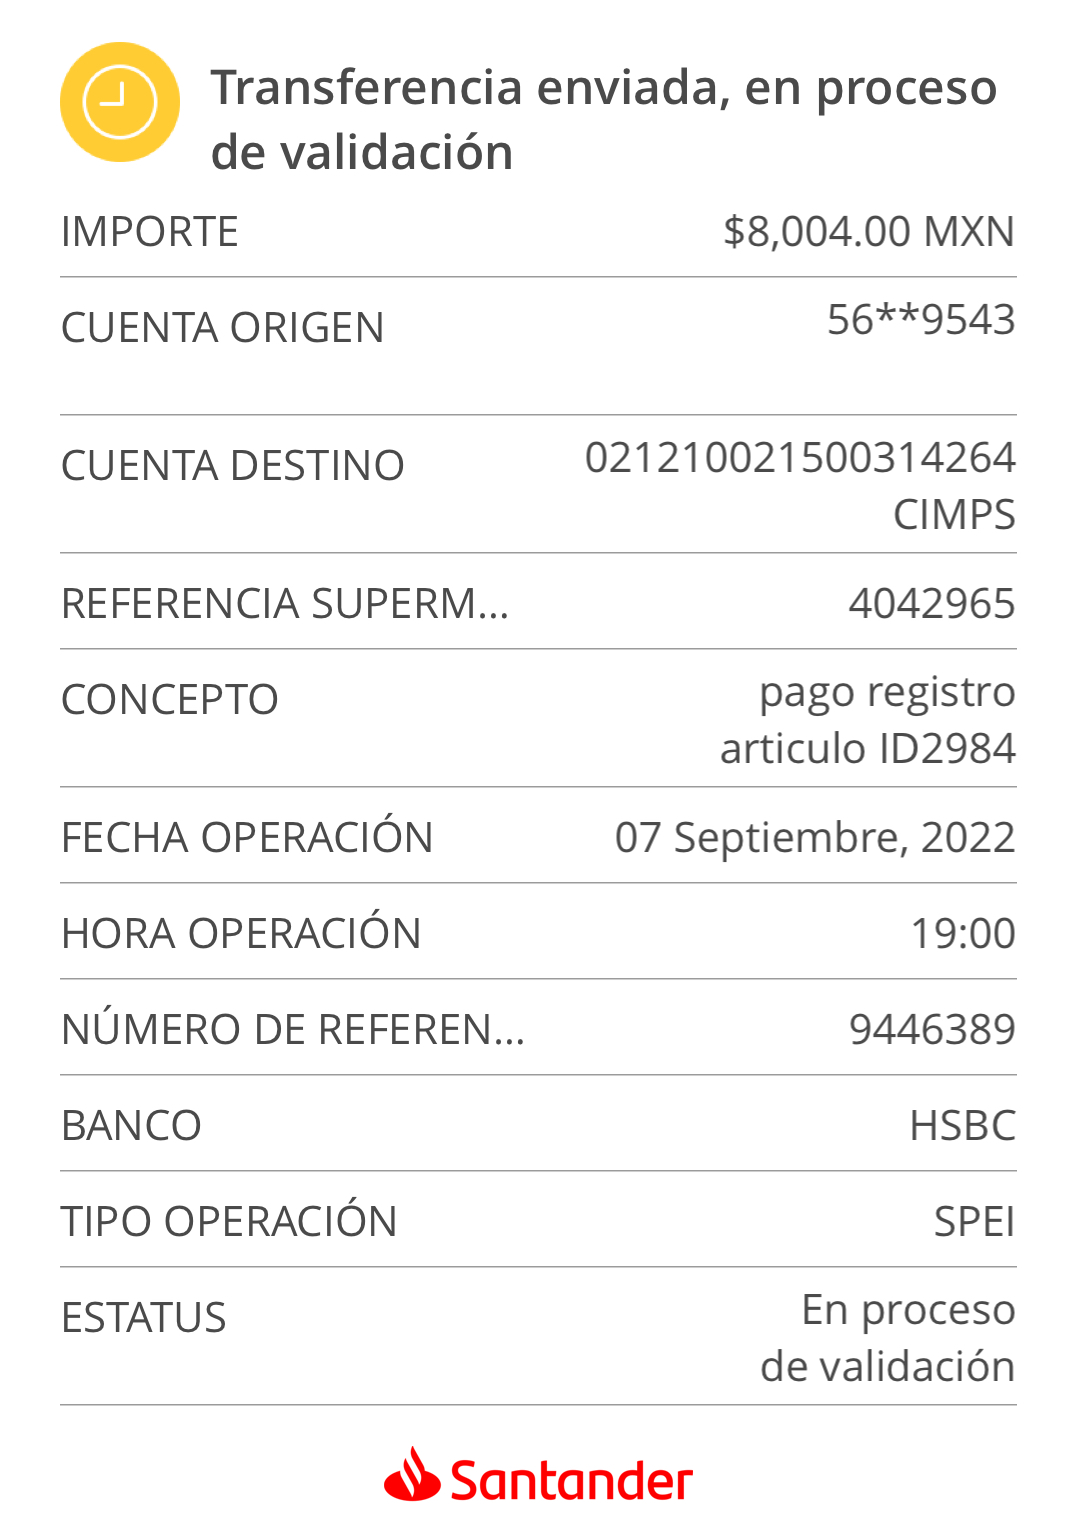 Transferencia enviada, en proceso
de validación
IMPORTE $8,004.00 MXN
CUENTA ORIGEN 56**9543
CUENTA DESTINO 021210021500314264
CIMPS
REFERENCIA SUPERM... 4042965
CONCEPTO pago registro
articulo ID2984
FECHA OPERACIÓN 07 Septiembre, 2022
HORA OPERACIÓN 19:00
NÚMERO DE REFEREN... 9446389
BANCO HSBC
TIPO OPERACIÓN SPEI
ESTATUS En proceso
de validación
Santander